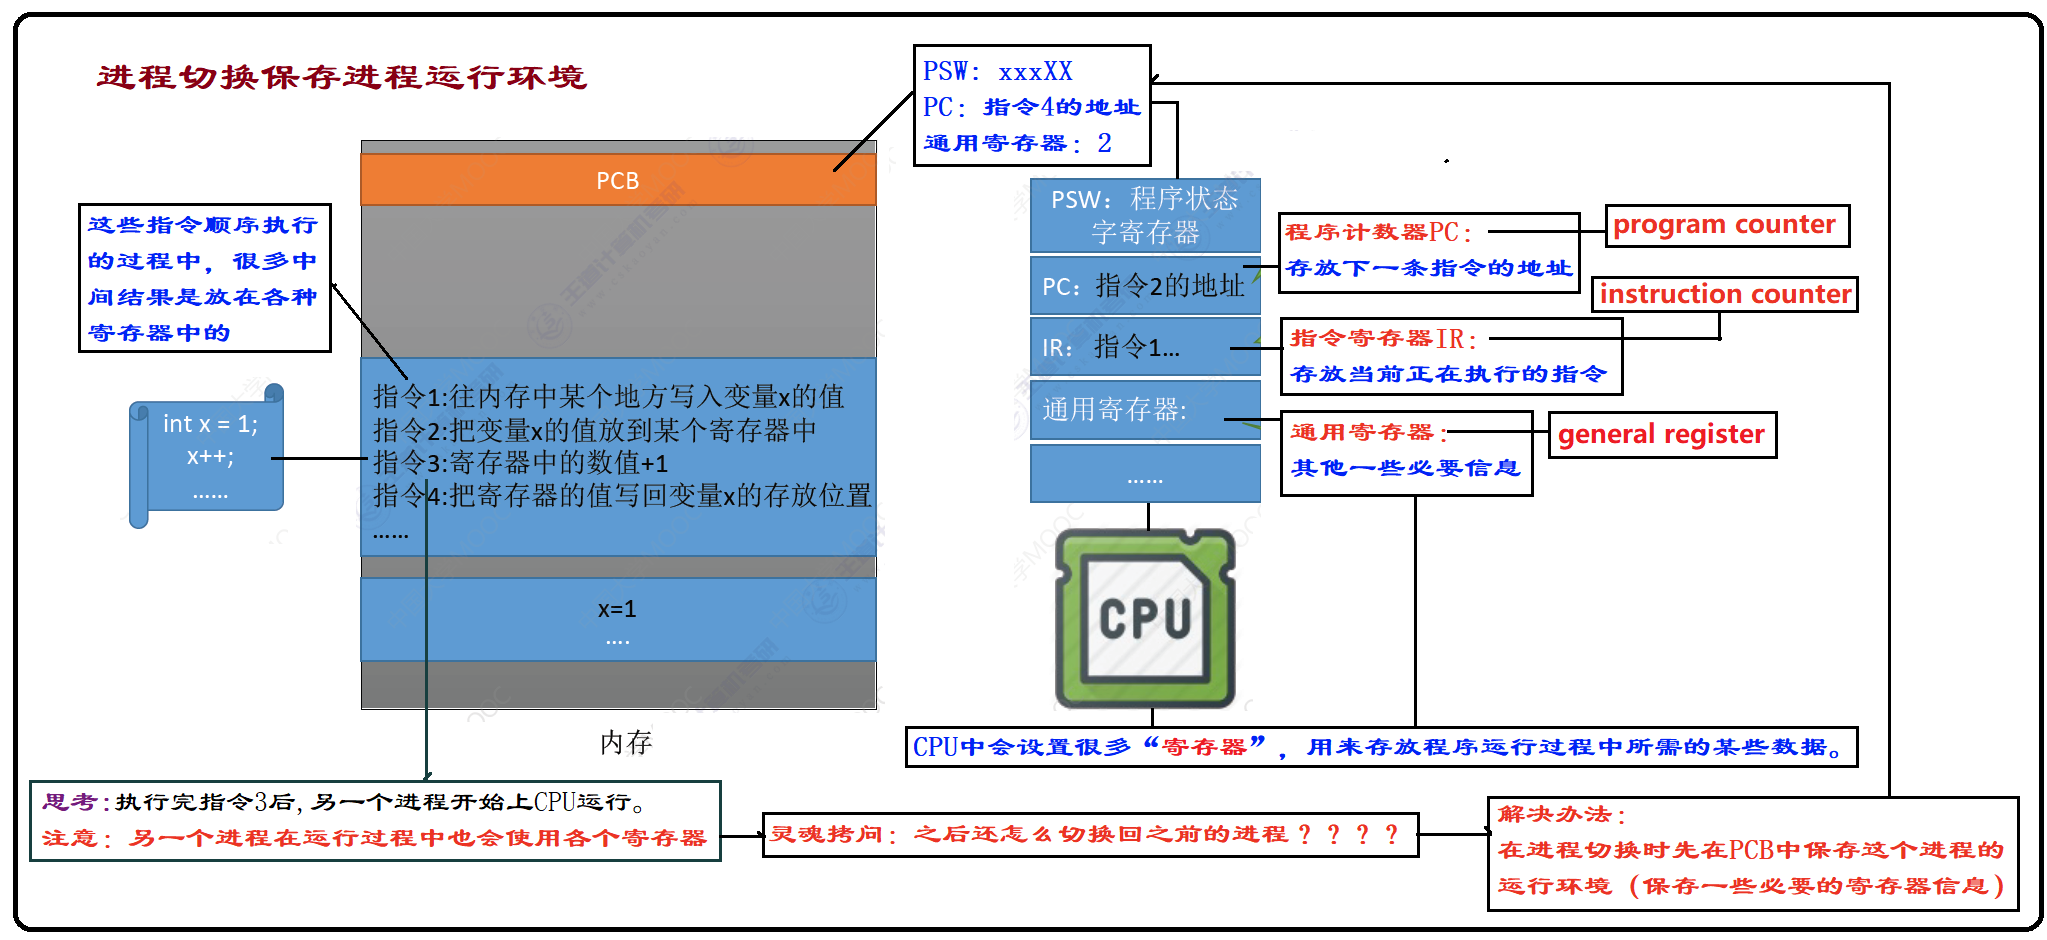 进程切换保存进程运行环境
PSW: xxxXX
PC: 指令4的地址
通用寄存器: 2
PCB
这些指令顺序执行
的过程中，很多中
间结果是放在各种
寄存器中的
int x = 1;
x++;
……
指令1:往内存中某个地方写入变量x的值
指令2:把变量x的值放到某个寄存器中
指令3:寄存器中的数值+1
指令4:把寄存器的值写回变量x的存放位置
……
x=1
….
内存
PSW：程序状态
字寄存器
PC：指令2的地址
IR： 指令1…
通用寄存器:
……
程序计数器PC:
存放下一条指令的地址
program counter
指令寄存器IR:
存放当前正在执行的指令
instruction counter
通用寄存器:
其他一些必要信息
general register
CPU
CPU中会设置很多“寄存器”，用来存放程序运行过程中所需的某些数据。
思考:执行完指令3后,另一个进程开始上CPU运行。
注意: 另一个进程在运行过程中也会使用各个寄存器
灵魂拷问: 之后还怎么切换回之前的进程????
解决办法:
在进程切换时先在PCB中保存这个进程的
运行环境（保存一些必要的寄存器信息）